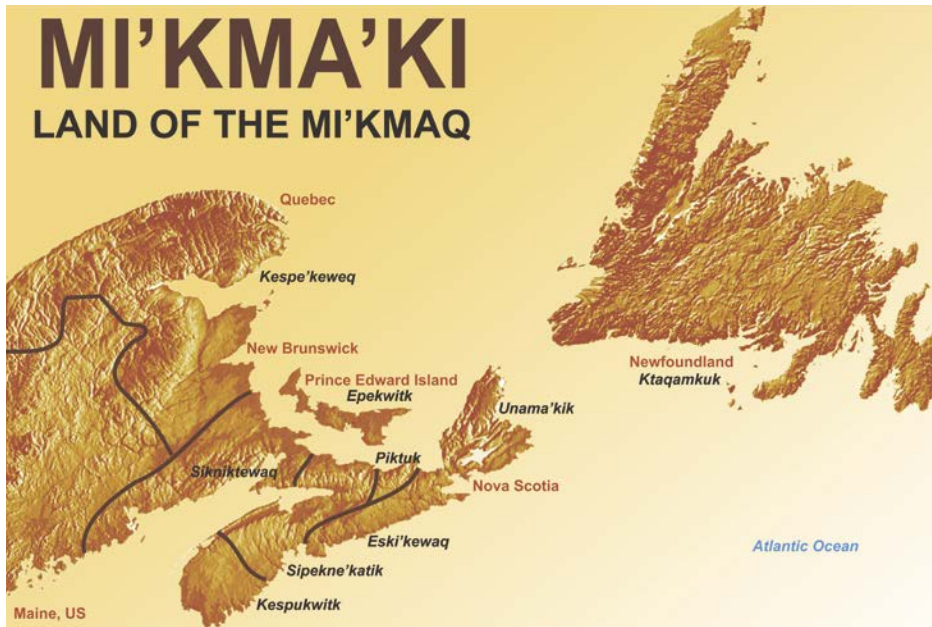 MI’KMA’KI
LAND OF THE MI’KMAQ
Quebec
Kespe’keweq
New Brunswick
Prince Edward Island
Epekwitk
Newfoundland
Ktaqamkuk
Unama’kik
Sikniktewaq
Piktuk
Nova Scotia
Eski’kewaq
Atlantic Ocean
Sipekne’katik
Kespukwitk
Maine, US